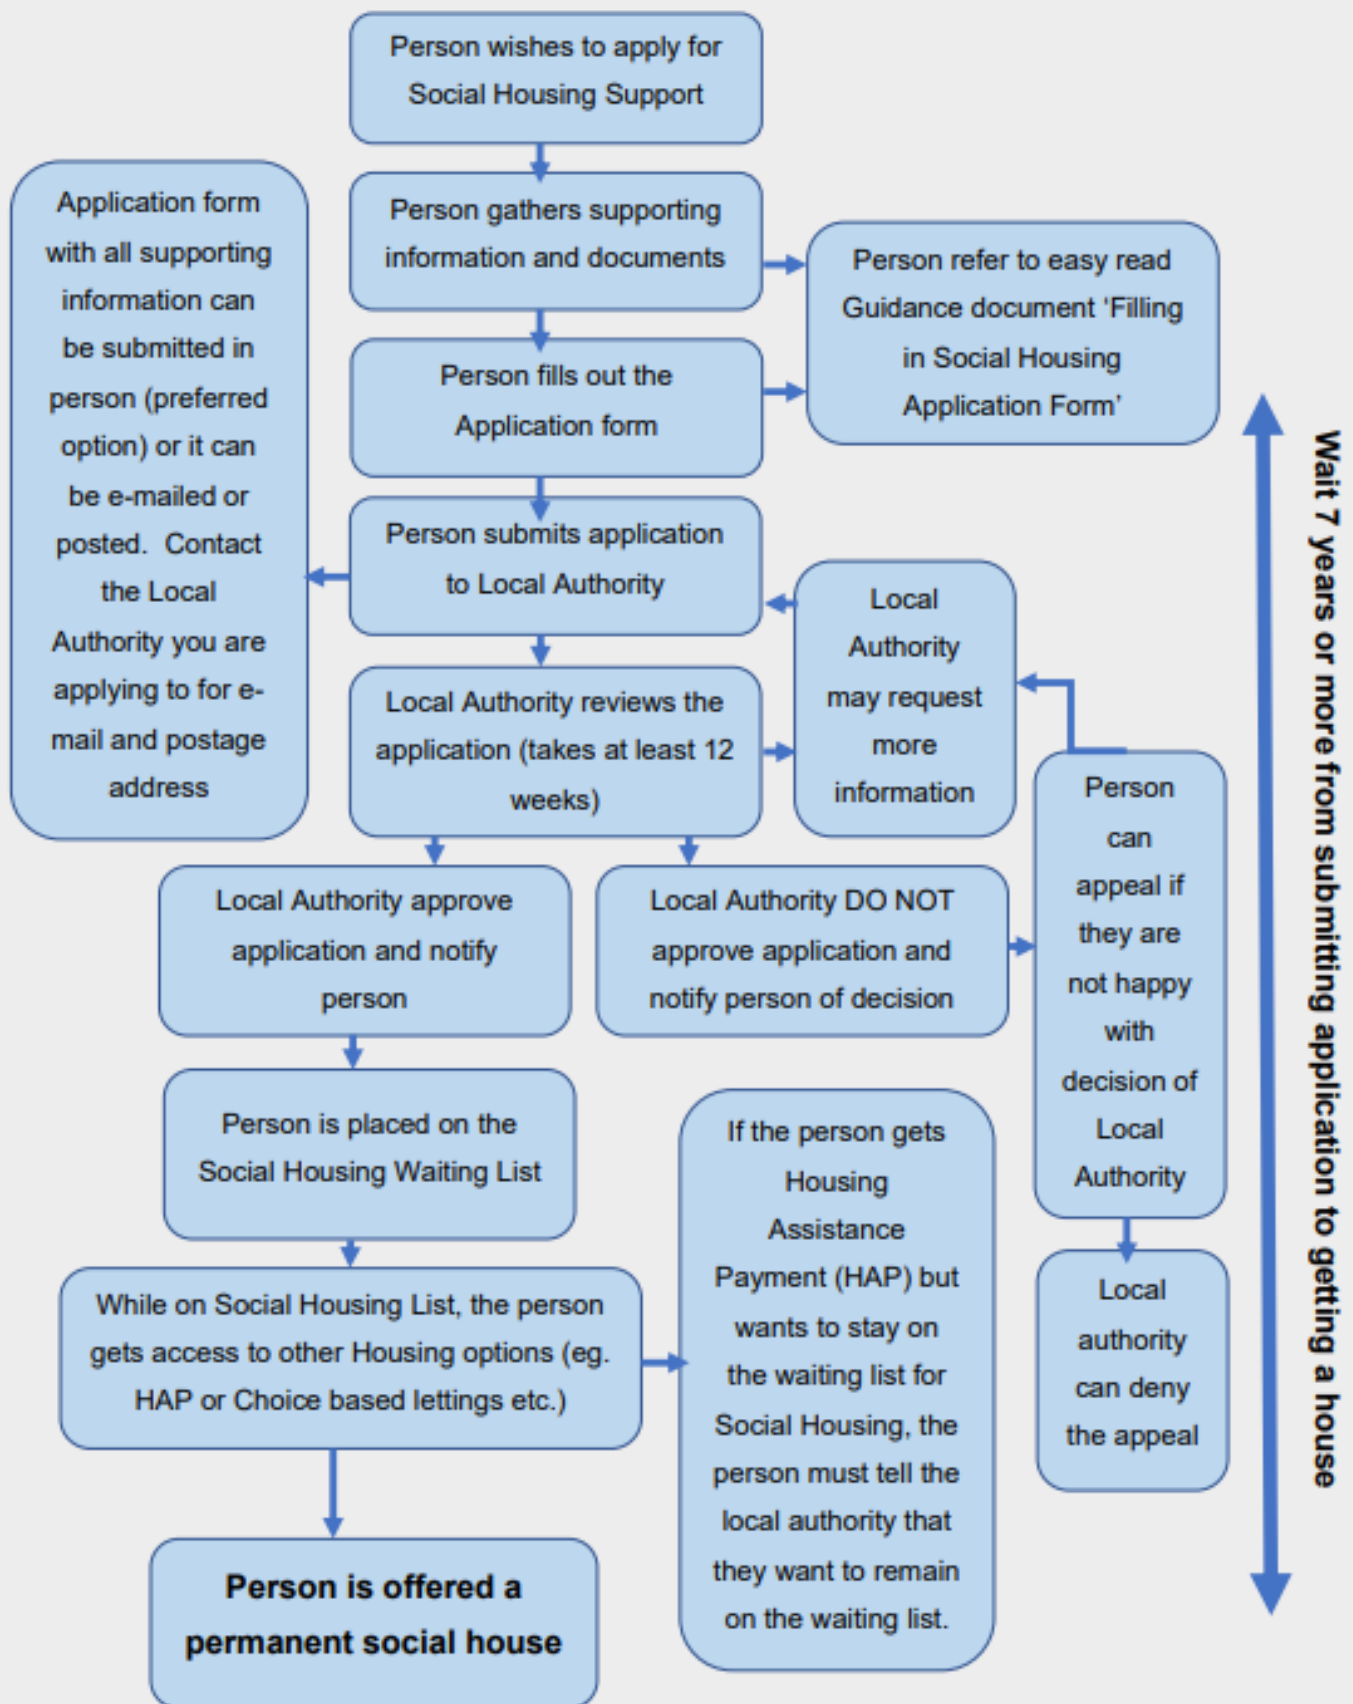 Person wishes to apply for
Social Housing Support
Person gathers supporting
information and documents
Person refer to easy read
Guidance document ‘Filling
in Social Housing
Application Form’
Person fills out the
Application form
Person submits application
to Local Authority
Application form
with all supporting
information can
be submitted in
person (preferred
option) or it can
be e-mailed or
posted. Contact
the Local
Authority you are
applying to for e-
mail and postage
address
Local Authority reviews the
application (takes at least 12
weeks)
Local
Authority
may request
more
information
Local Authority approve
application and notify
person
Local Authority DO NOT
approve application and
notify person of decision
Person
can
appeal if
they are
not happy
with
decision of
Local
Authority
Local
authority
can deny
the appeal
Person is placed on the
Social Housing Waiting List
While on Social Housing List, the person
gets access to other Housing options (eg.
HAP or Choice based lettings etc.)
If the person gets
Housing
Assistance
Payment (HAP) but
wants to stay on
the waiting list for
Social Housing, the
person must tell the
local authority that
they want to remain
on the waiting list.
Person is offered a
permanent social house
Wait 7 years or more from submitting application to getting a house